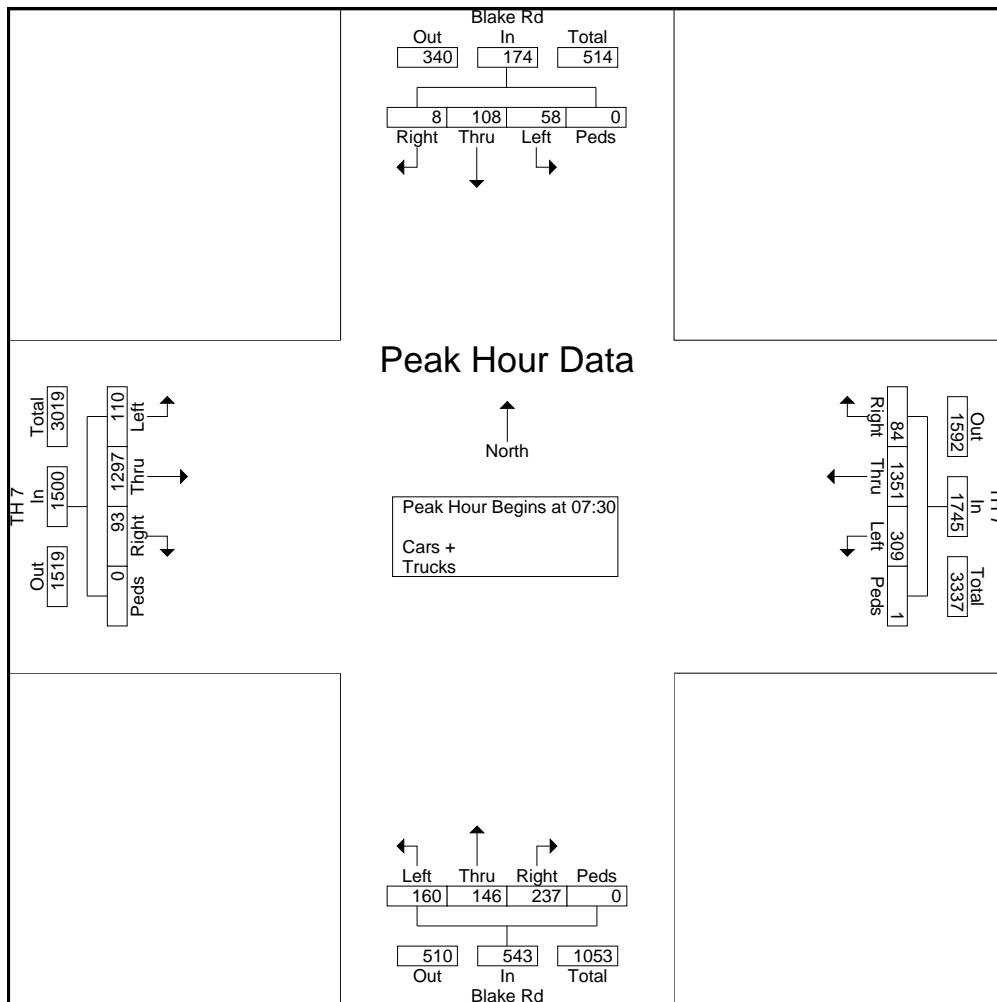 Blake Rd
Out In Total
340 174 514
8 108 58 0
Right Thru Left Peds
Peak Hour Data
North
Peak Hour Begins at 07:30
Cars +
Trucks
TH 7
Total In Out
3019 1500 1519
110 1297 93 0
Left Thru Right Peds
TH 7
Out In Total
1592 1745 3337
84 1351 309 1
Right Thru Left Peds
Left Thru Right Peds
160 146 237 0
510 543 1053
Out In Total
Blake Rd